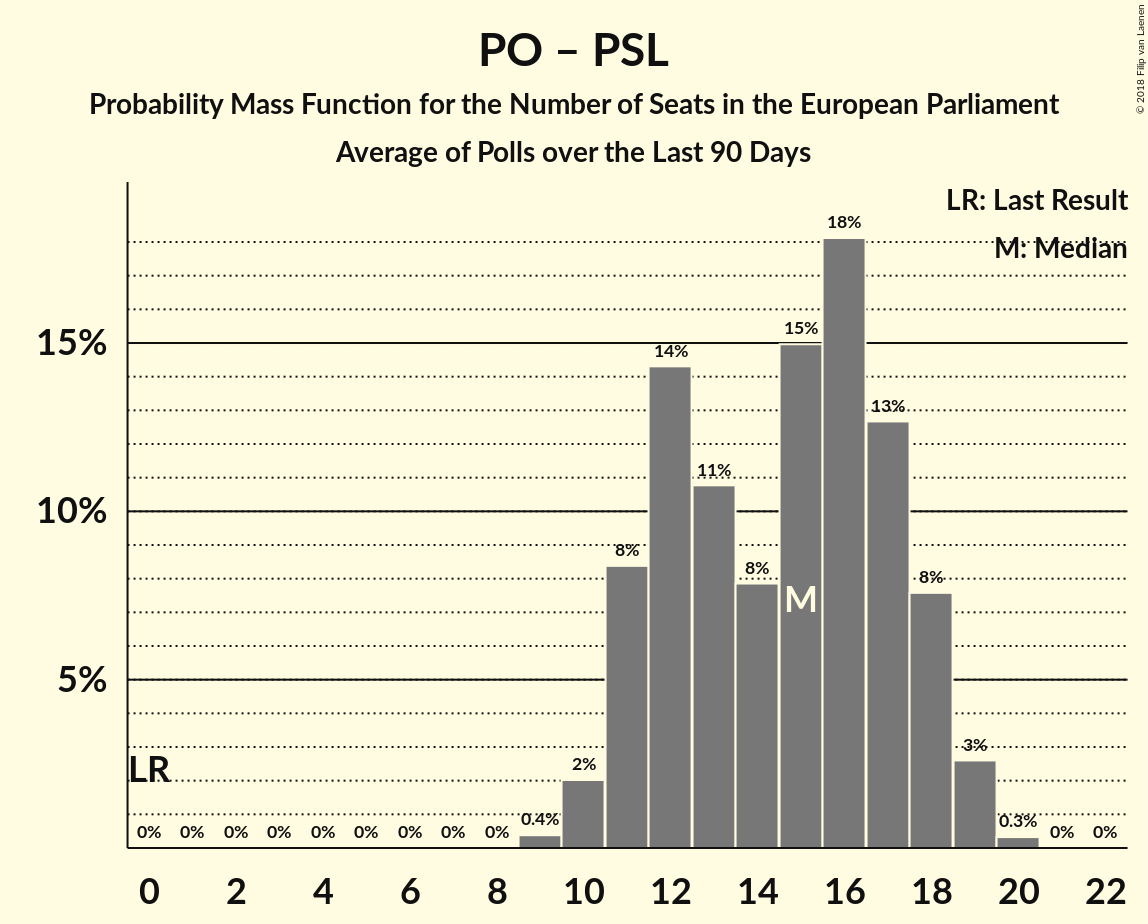 PO – PSL
Probability Mass Function for the Number of Seats in the European Parliament
Average of Polls over the Last 90 Days
© 2018 Filip van Laenen
LR: Last Result
M: Median
15%
10%
5%
LR
M
0% 0% 0% 0% 0% 0% 0% 0% 0% 0.4% 2% 8% 14% 11% 8% 15% 18% 13% 8% 3% 0.3% 0% 0%
0 2 4 6 8 10 12 14 16 18 20 22